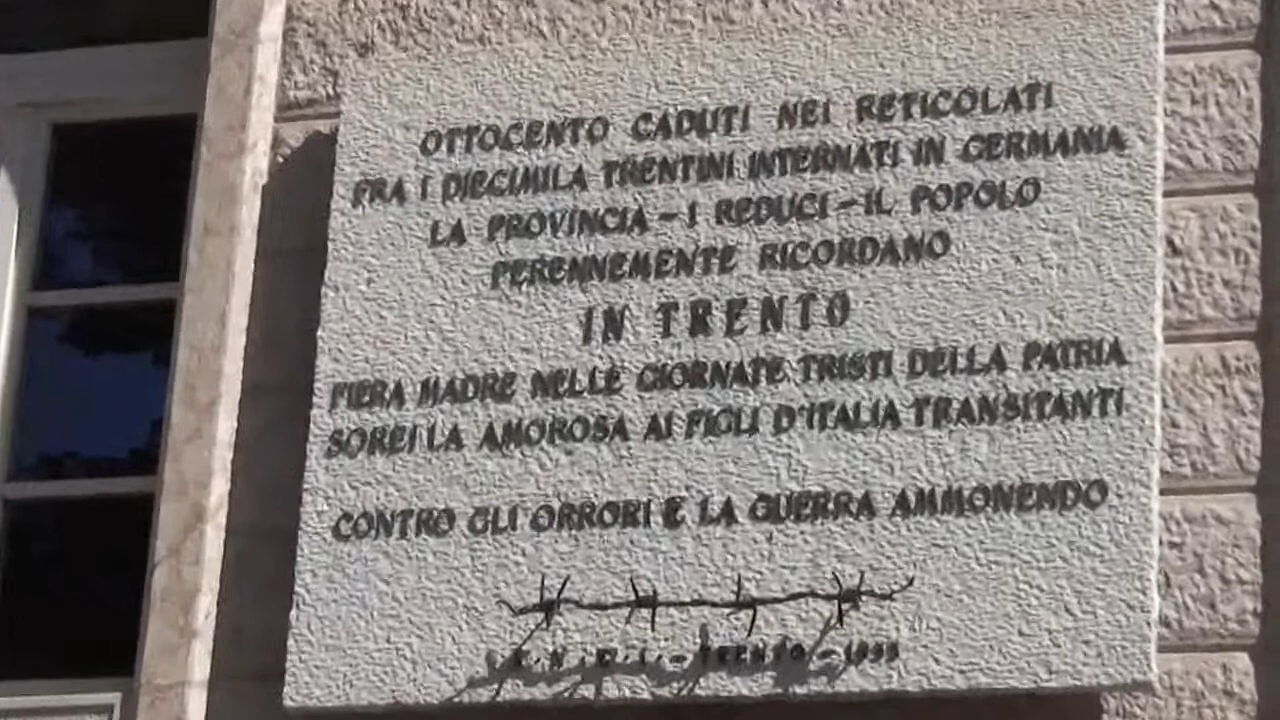 OTTOCENTO CADUTI NEI RETICOLATI
FRA I DIECIMILA TRENTINI INTERNATI IN GERMANIA
LA PROVINCIA - I REDUCI - IL POPOLO
PERENNEMENTE RICORDANO
IN TRENTO
FIERA MADRE NELLE GIORNATE TRISTI DELLA PATRIA
SORELLA AMOROSA AI FIGLI D'ITALIA TRANSITANTI
CONTRO GLI ORRORI E LA GUERRA AMMONENDO
TRENTO